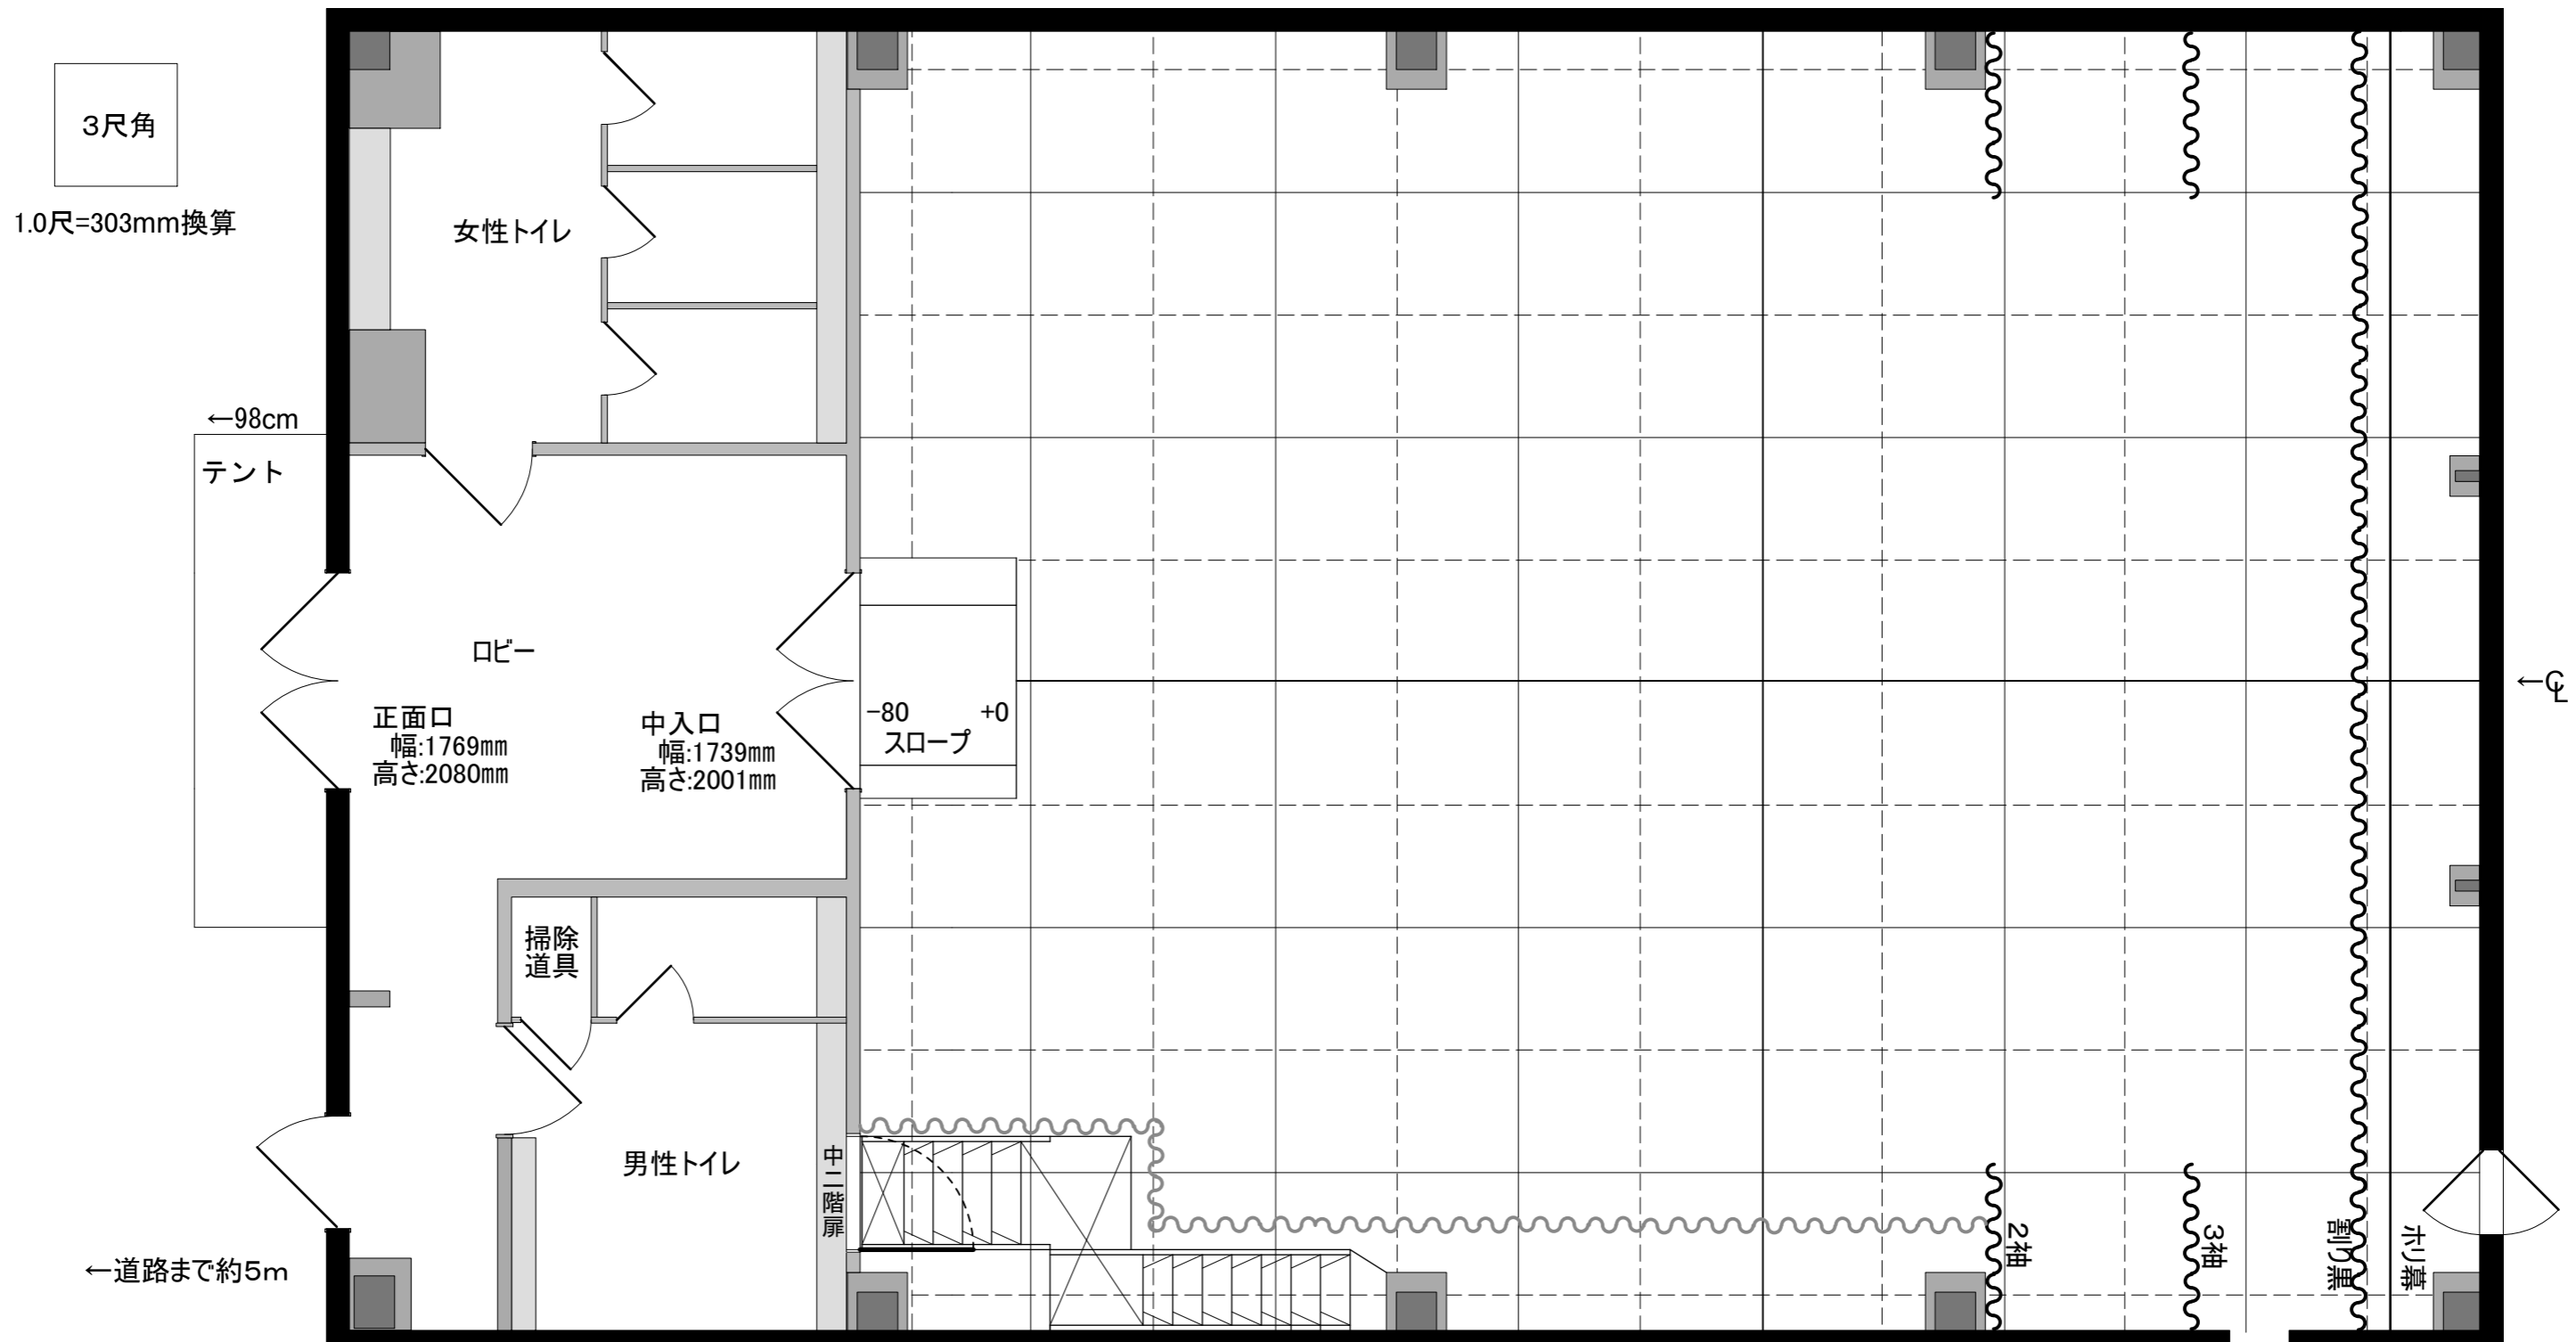 3尺角
1.0尺=303mm換算
女性トイレ
←98cm
テント
ロビー
正面口
幅:1769mm
高さ:2080mm
中入口
幅:1739mm
高さ:2001mm
-80 +0
スロープ
←CL
掃除
道具
男性トイレ
中二階扉
←道路まで約5m
2袖
3袖
割り黒
ホリ幕